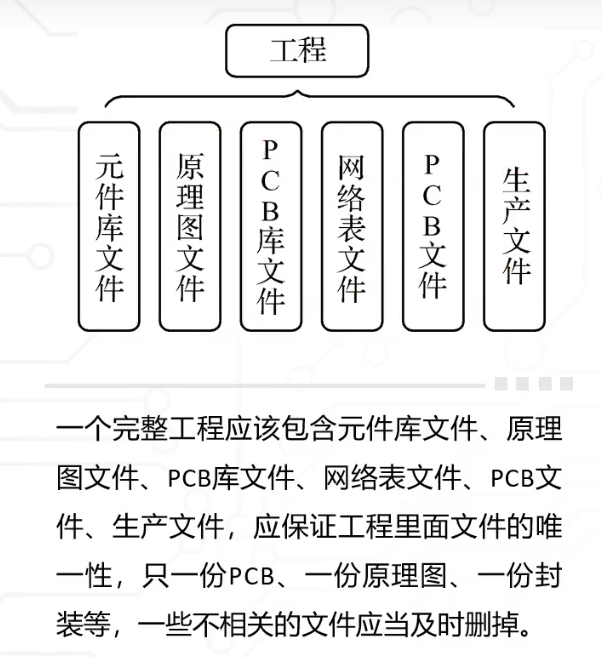 工程
元件库文件
原理图文件
PCB库文件
网络表文件
PCB文件
生产文件
一个完整工程应该包含元件库文件、原理
图文件、PCB库文件、网络表文件、PCB文
件、生产文件，应保证工程里面文件的唯
一性，只一份PCB、一份原理图、一份封
装等，一些不相关的文件应当及时删掉。